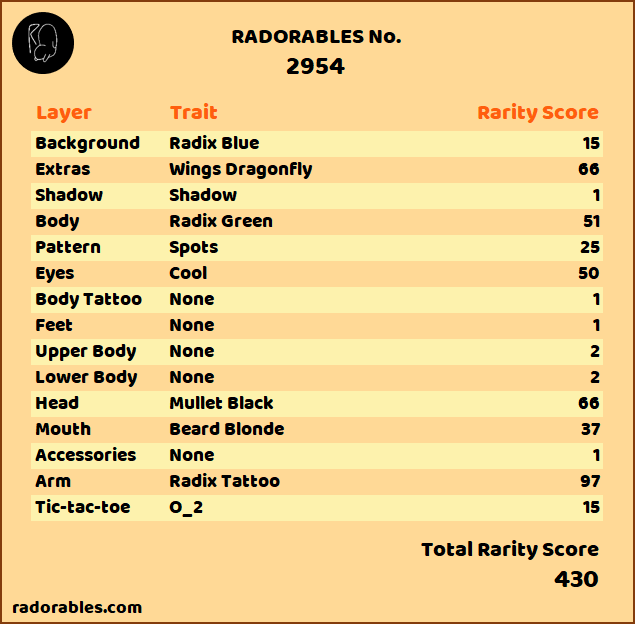 RADORABLES No.
2954
Layer Trait Rarity Score
Background Radix Blue 15
Extras Wings Dragonfly 66
Shadow Shadow 1
Body Radix Green 51
Pattern Spots 25
Eyes Cool 50
Body Tattoo None 1
Feet None 1
Upper Body None 2
Lower Body None 2
Head Mullet Black 66
Mouth Beard Blonde 37
Accessories None 1
Arm Radix Tattoo 97
Tic-tac-toe O_2 15
Total Rarity Score
430
radorables.com